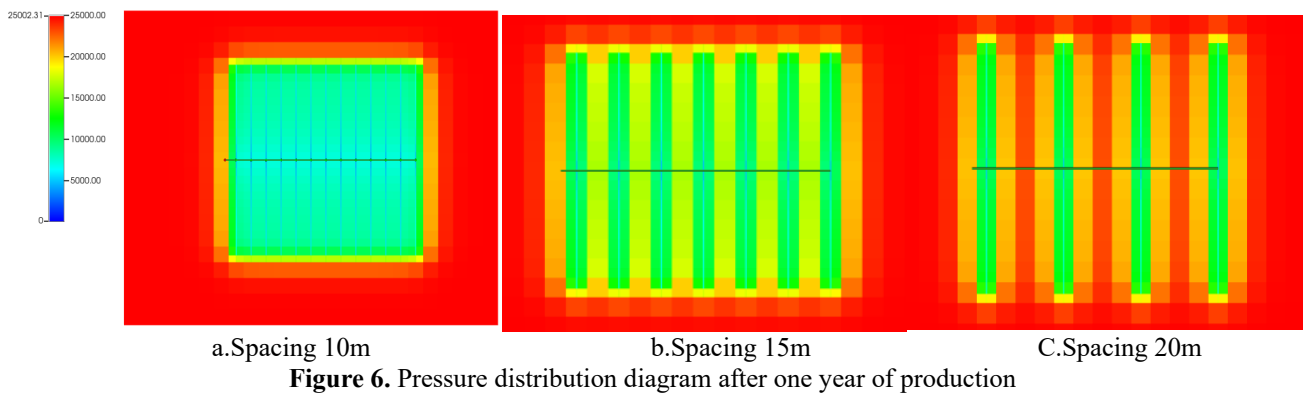 25002.31
25000.00
20000.00
15000.00
10000.00
5000.00
0
a.Spacing 10m
b.Spacing 15m
C.Spacing 20m
Figure 6. Pressure distribution diagram after one year of production